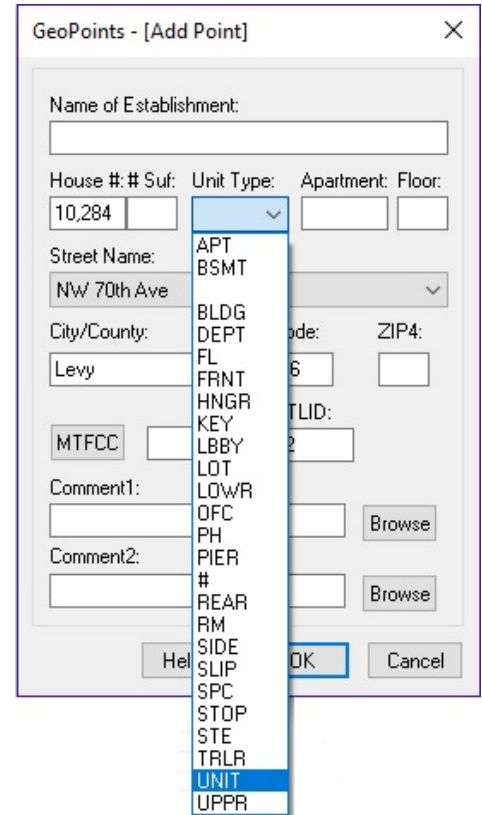 GeoPoints - [Add Point]
Name of Establishment:
House #: # Suf: Unit Type: Apartment: Floor:
10,284
Street Name:
NW 70th Ave
City/County: ZIP4:
Levy 6
TLID:
MTFCC 2
Comment1:
Browse
Comment2:
Browse
OK Cancel
APT
BSMT
BLDG
DEPT
FL
FRNT
HNGR
KEY
LBBY
LOT
LOWR
OFC
PH
PIER
#
REAR
RM
SIDE
SLIP
SPC
STOP
STE
TRLR
UNIT
UPPR